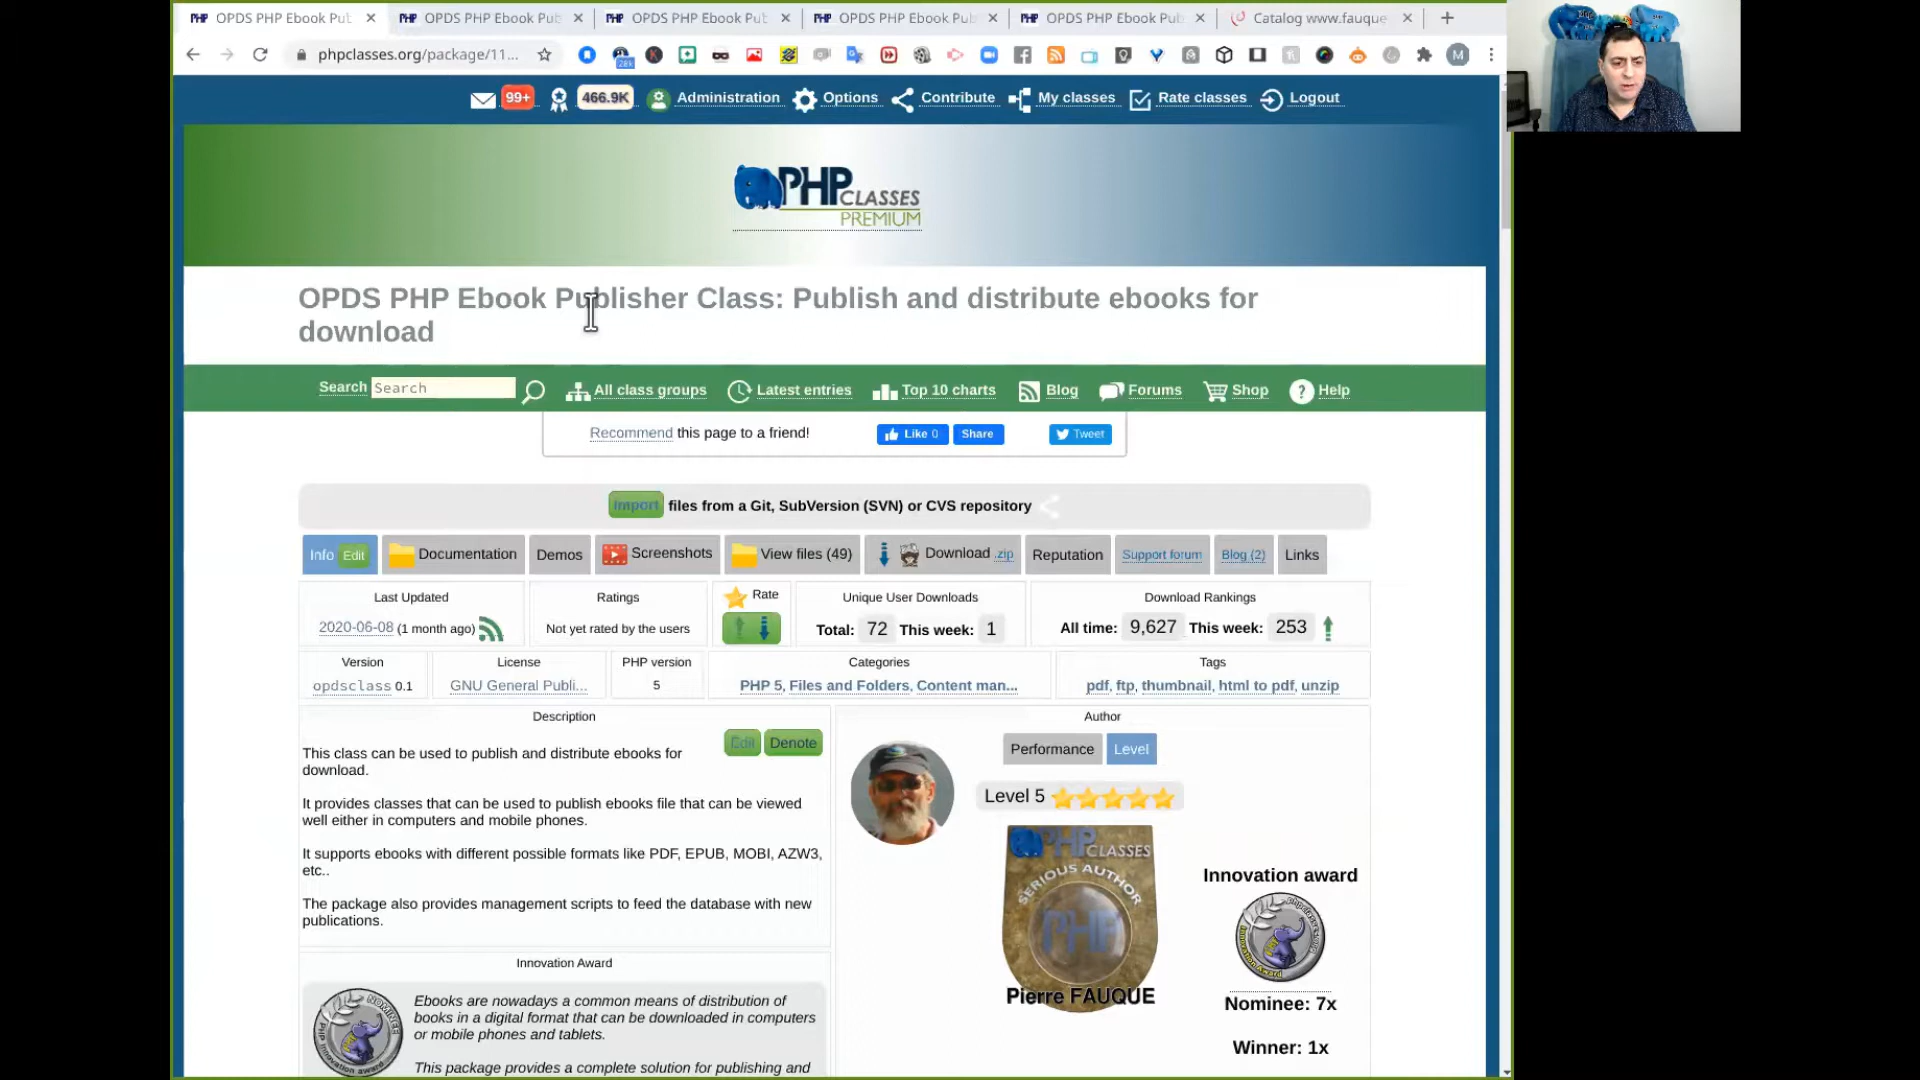 OPDS PHP Ebook Pub
OPDS PHP Ebook Pub
OPDS PHP Ebook Pub
OPDS PHP Ebook Pub
OPDS PHP Ebook Pub
Catalog www.fauque
phpclasses.org/package/11...
28k
M
99+
466.9K
Administration
Options
Contribute
My classes
Rate classes
Logout
PHP CLASSES
PREMIUM
OPDS PHP Ebook Publisher Class: Publish and distribute ebooks for
download
Search
Search
All class groups
Latest entries
Top 10 charts
Blog
Forums
Shop
Help
Recommend this page to a friend!
Like 0
Share
Tweet
Import files from a Git, SubVersion (SVN) or CVS repository
Info Edit
Documentation
Demos
Screenshots
View files (49)
Download .zip
Reputation
Support forum
Blog (2)
Links
Last Updated
2020-06-08 (1 month ago)
Ratings
Not yet rated by the users
Rate
Unique User Downloads
Total: 72 This week: 1
Download Rankings
All time: 9,627 This week: 253
Version
opdsclass 0.1
License
GNU General Publi...
PHP version
5
Categories
PHP 5, Files and Folders, Content man...
Tags
pdf, ftp, thumbnail, html to pdf, unzip
Description
Edit Denote
This class can be used to publish and distribute ebooks for
download.
It provides classes that can be used to publish ebooks file that can be viewed
well either in computers and mobile phones.
It supports ebooks with different possible formats like PDF, EPUB, MOBI, AZW3,
etc..
The package also provides management scripts to feed the database with new
publications.
Author
Performance
Level
Level 5
PHP CLASSES
SERIOUS AUTHOR
PHP
Pierre FAUQUE
Innovation award
Nominee: 7x
Winner: 1x
Innovation Award
Ebooks are nowadays a common means of distribution of
books in a digital format that can be downloaded in computers
or mobile phones and tablets.
This package provides a complete solution for publishing and